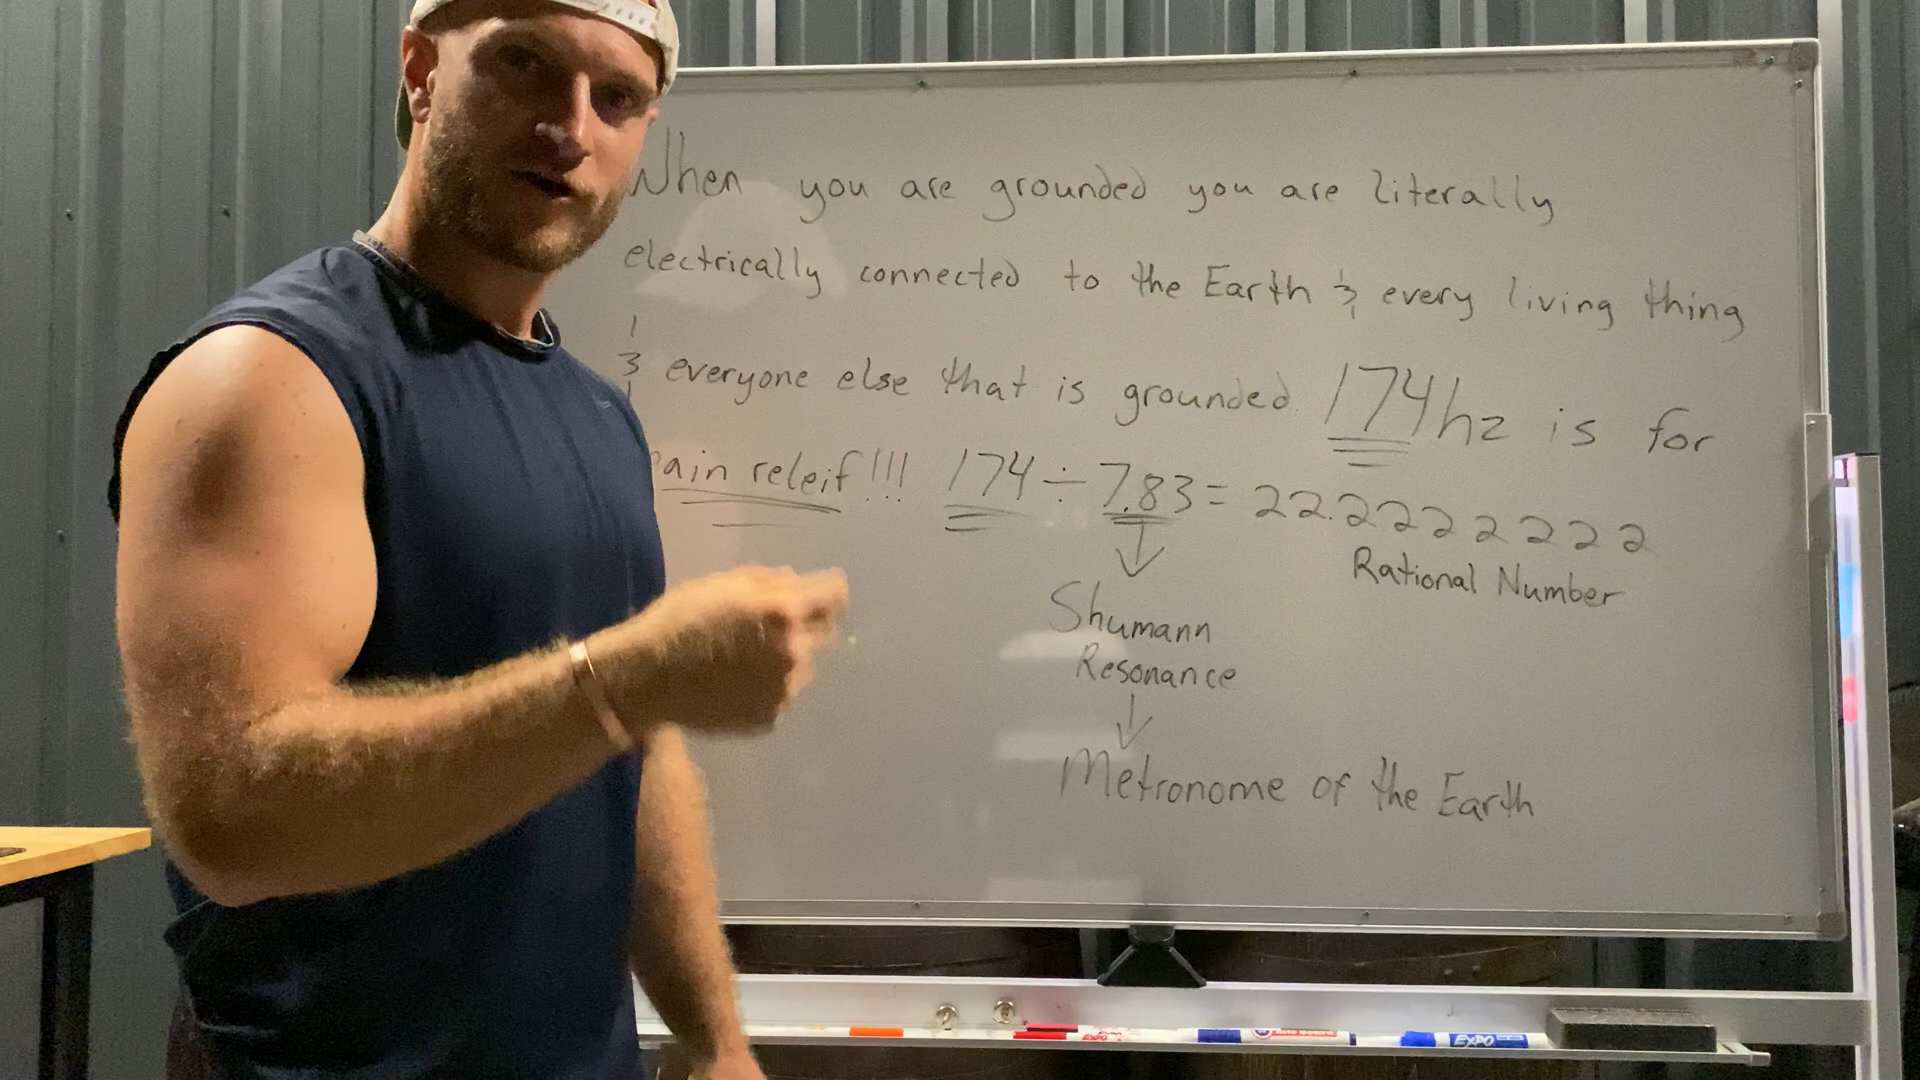 When you are grounded you are literally
electrically connected to the Earth & every living thing
& everyone else that is grounded. 174hz is for
pain releif!!! 174 ÷ 7.83 = 22.2222222
Rational Number
Shumann
Resonance
Metronome of the Earth
EXPO
EXPO